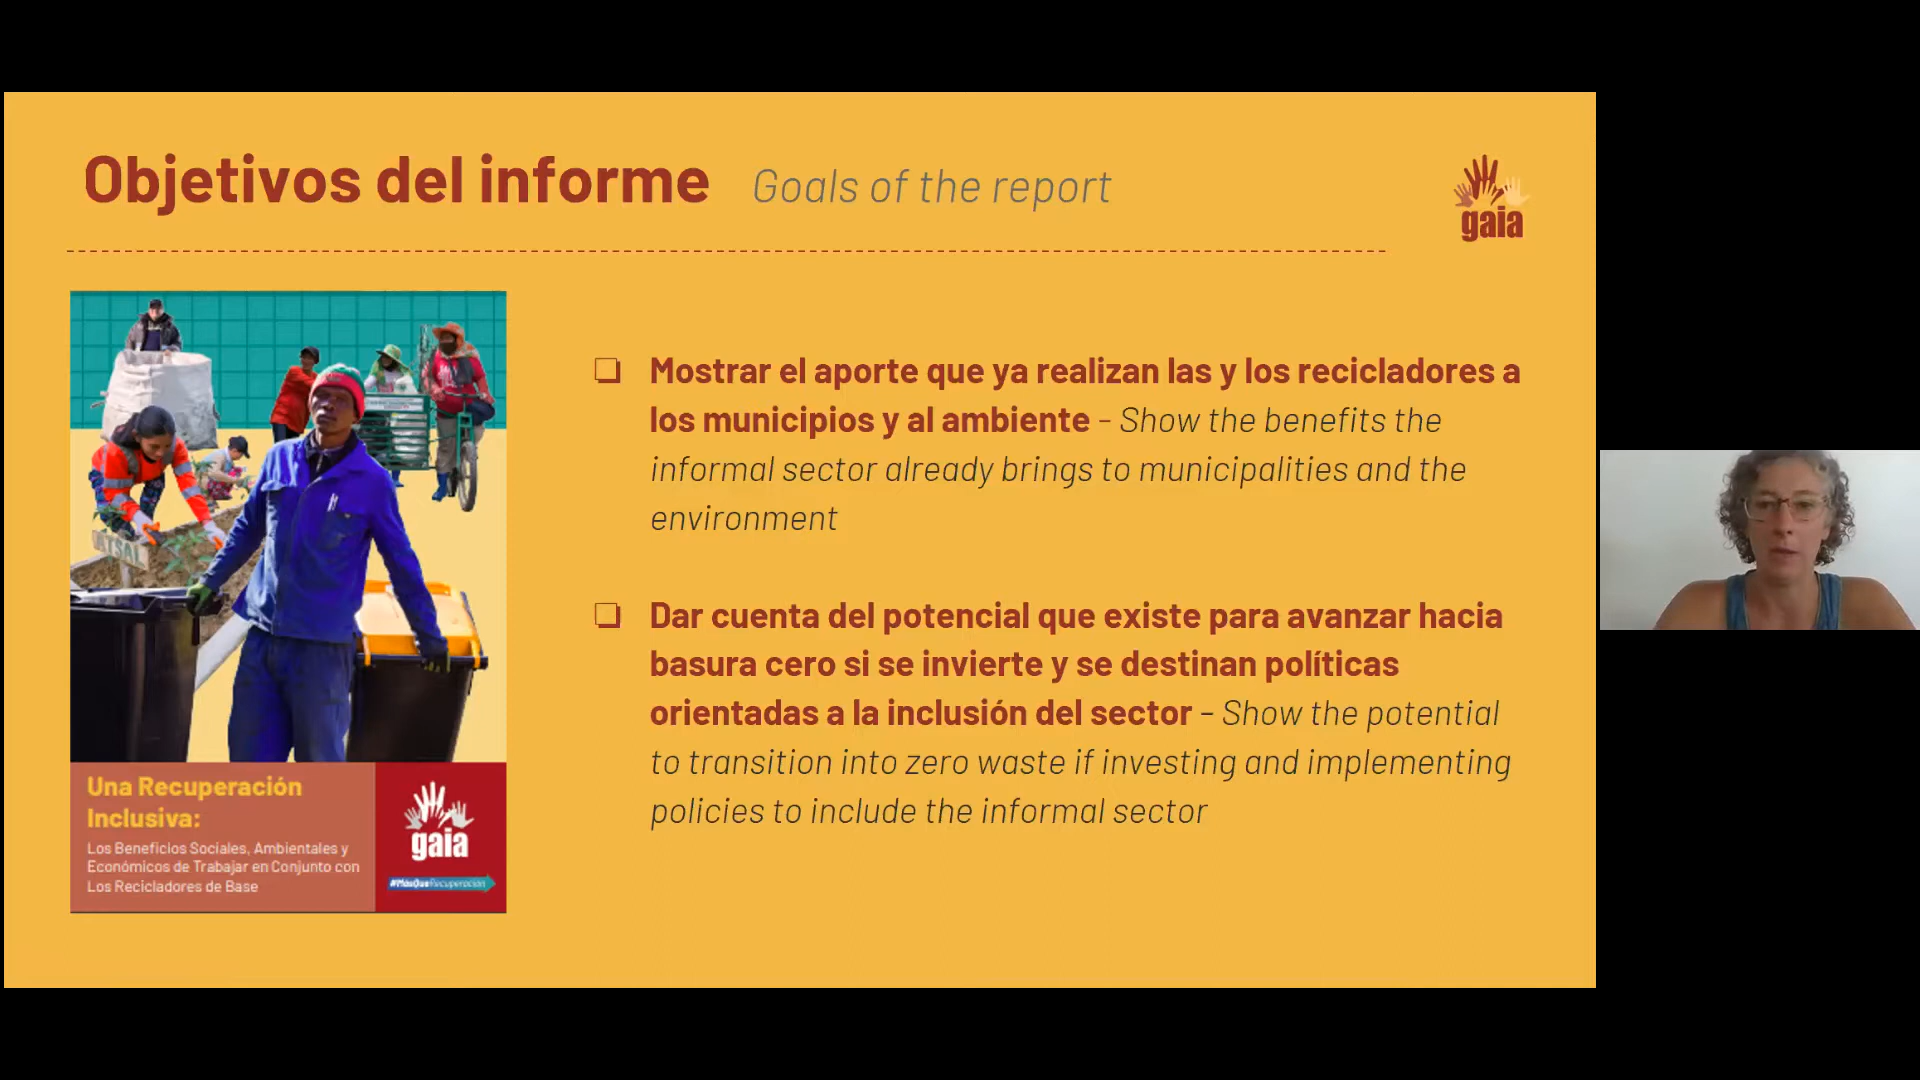 Objetivos del informe Goals of the report
gaia
❏ Mostrar el aporte que ya realizan las y los recicladores a
los municipios y al ambiente - Show the benefits the
informal sector already brings to municipalities and the
environment
❏ Dar cuenta del potencial que existe para avanzar hacia
basura cero si se invierte y se destinan políticas
orientadas a la inclusión del sector - Show the potential
to transition into zero waste if investing and implementing
policies to include the informal sector
Una Recuperación
Inclusiva:
Los Beneficios Sociales, Ambientales y
Económicos de Trabajar en Conjunto con
Los Recicladores de Base
gaia
#MásQueRecuperación